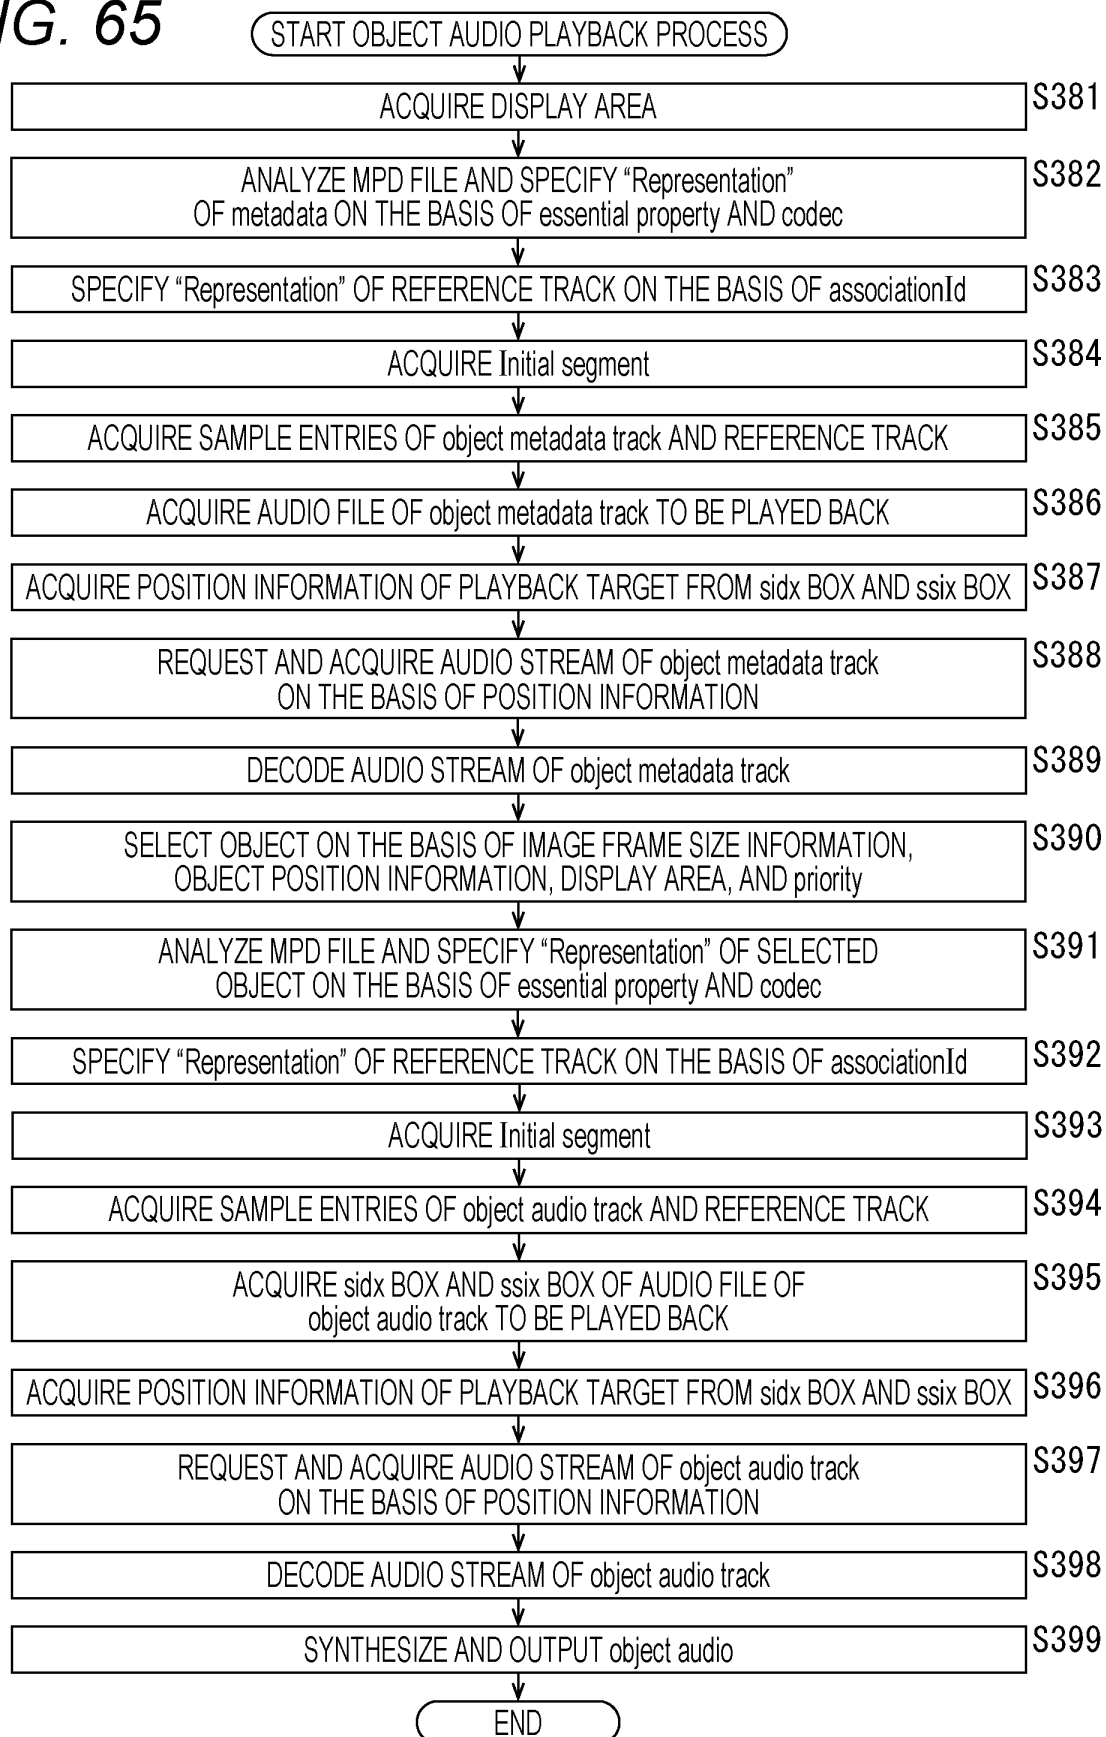 IG. 65
START OBJECT AUDIO PLAYBACK PROCESS
ACQUIRE DISPLAY AREA
S381
ANALYZE MPD FILE AND SPECIFY “Representation”
OF metadata ON THE BASIS OF essential property AND codec
S382
SPECIFY “Representation” OF REFERENCE TRACK ON THE BASIS OF associationId
S383
ACQUIRE Initial segment
S384
ACQUIRE SAMPLE ENTRIES OF object metadata track AND REFERENCE TRACK
S385
ACQUIRE AUDIO FILE OF object metadata track TO BE PLAYED BACK
S386
ACQUIRE POSITION INFORMATION OF PLAYBACK TARGET FROM sidx BOX AND ssix BOX
S387
REQUEST AND ACQUIRE AUDIO STREAM OF object metadata track
ON THE BASIS OF POSITION INFORMATION
S388
DECODE AUDIO STREAM OF object metadata track
S389
SELECT OBJECT ON THE BASIS OF IMAGE FRAME SIZE INFORMATION,
OBJECT POSITION INFORMATION, DISPLAY AREA, AND priority
S390
ANALYZE MPD FILE AND SPECIFY “Representation” OF SELECTED
OBJECT ON THE BASIS OF essential property AND codec
S391
SPECIFY “Representation” OF REFERENCE TRACK ON THE BASIS OF associationId
S392
ACQUIRE Initial segment
S393
ACQUIRE SAMPLE ENTRIES OF object audio track AND REFERENCE TRACK
S394
ACQUIRE sidx BOX AND ssix BOX OF AUDIO FILE OF
object audio track TO BE PLAYED BACK
S395
ACQUIRE POSITION INFORMATION OF PLAYBACK TARGET FROM sidx BOX AND ssix BOX
S396
REQUEST AND ACQUIRE AUDIO STREAM OF object audio track
ON THE BASIS OF POSITION INFORMATION
S397
DECODE AUDIO STREAM OF object audio track
S398
SYNTHESIZE AND OUTPUT object audio
S399
END